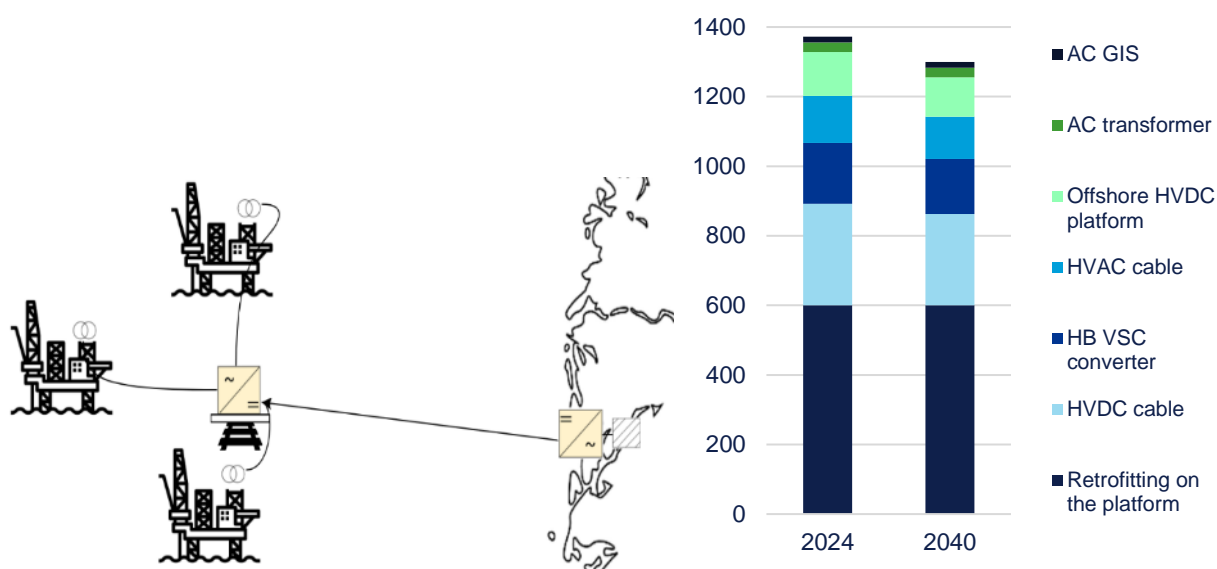 1400
1200
1000
800
600
400
200
0
2024
2040
AC GIS
AC transformer
Offshore HVDC
platform
HVAC cable
HB VSC
converter
HVDC cable
Retrofitting on
the platform
~
=
=
~